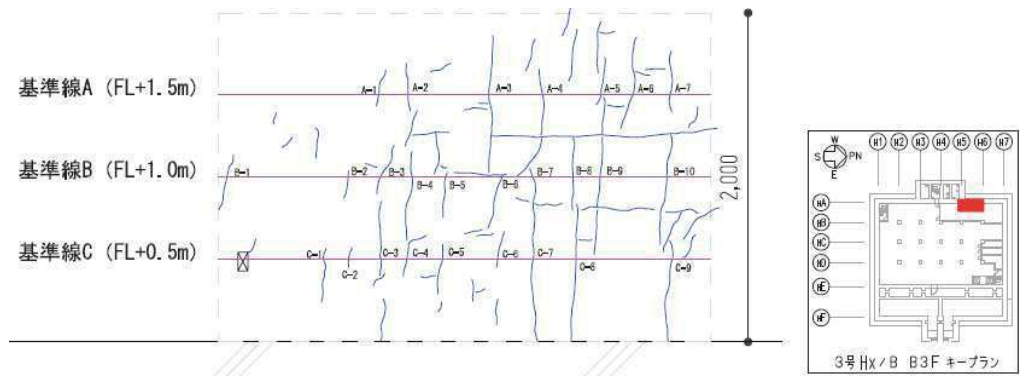 基準線A (FL+1.5m)
A-1
A-2
A-3
A-4
A-5
A-6
A-7
基準線B (FL+1.0m)
B-1
B-2
B-3
B-4
B-5
B-6
B-7
B-8
B-9
B-10
基準線C (FL+0.5m)
C-1
C-2
C-3
C-4
C-5
C-6
C-7
C-8
C-9
2,000
W
S
PN
E
H1
H2
H3
H4
H5
H6
H7
HA
HB
HC
HD
HE
HF
3号Hx/B B3F キープラン